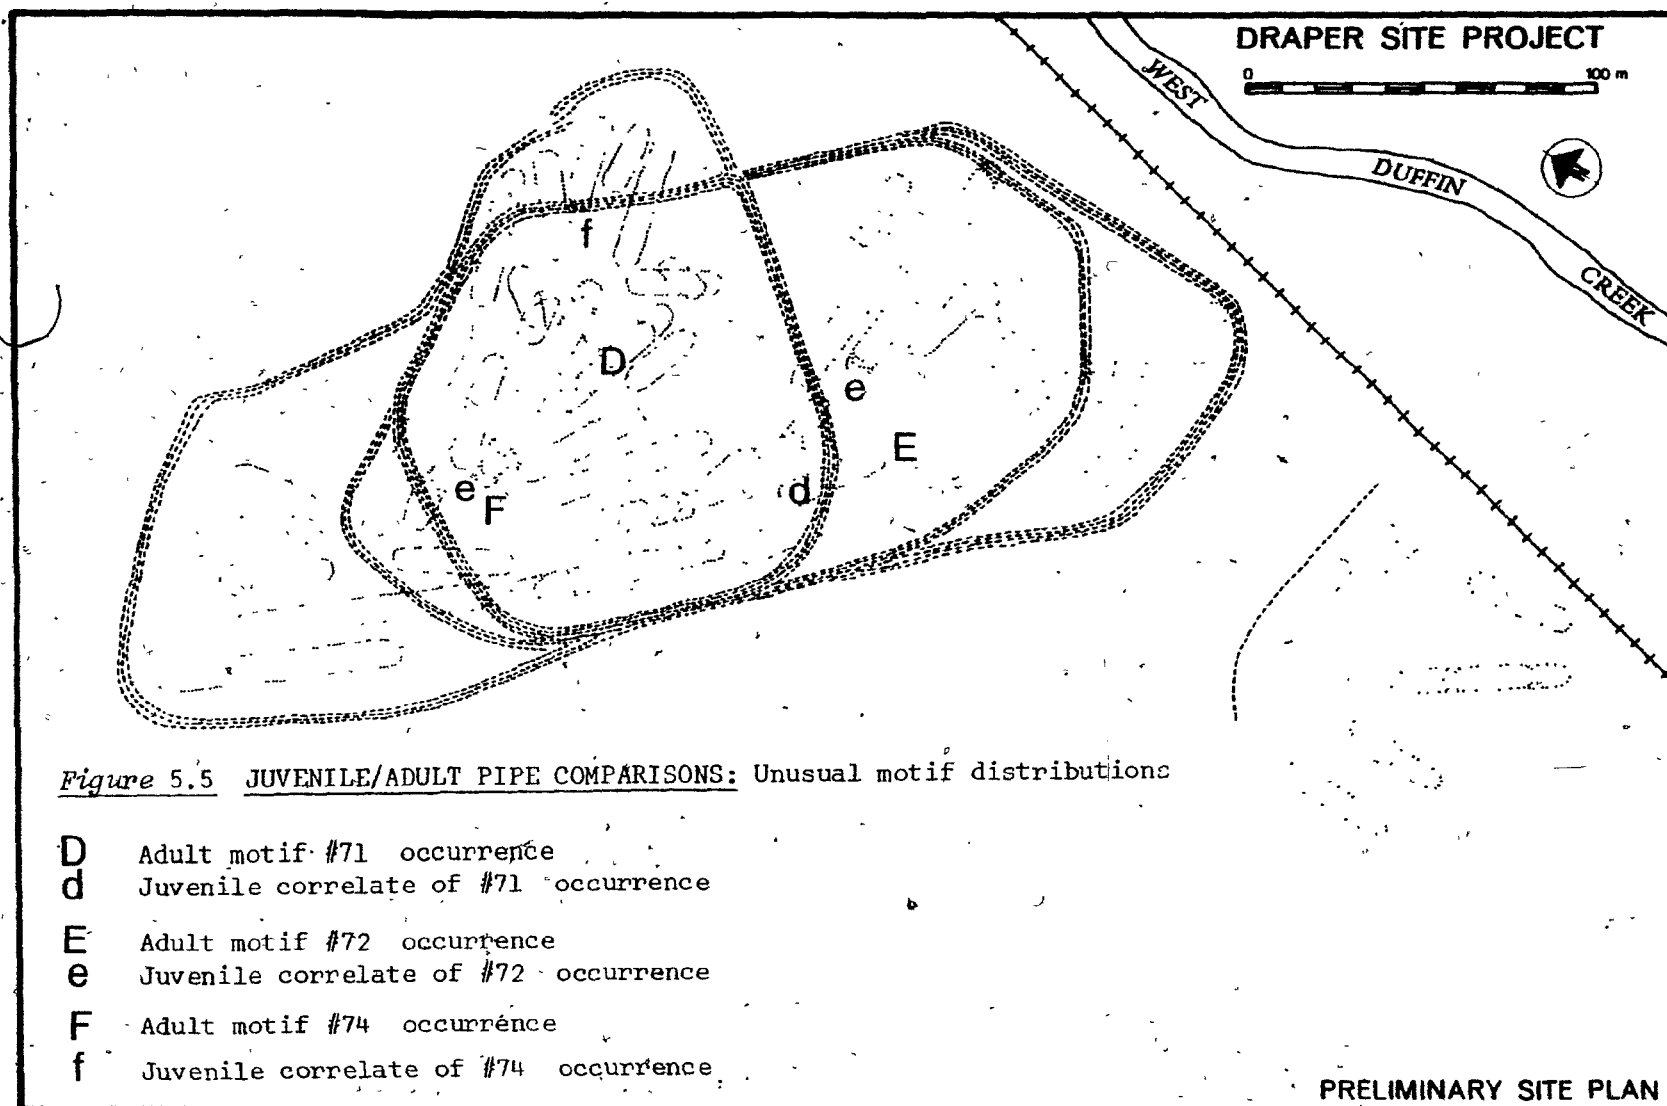 DRAPER SITE PROJECT
0 100 m
WEST
DUFFIN
CREEK
f
D
e
E
e
F
d
Figure 5.5 JUVENILE/ADULT PIPE COMPARISONS: Unusual motif distributions
D Adult motif #71 occurrence
d Juvenile correlate of #71 occurrence
E Adult motif #72 occurrence
e Juvenile correlate of #72 occurrence
F Adult motif #74 occurrence
f Juvenile correlate of #74 occurrence
PRELIMINARY SITE PLAN